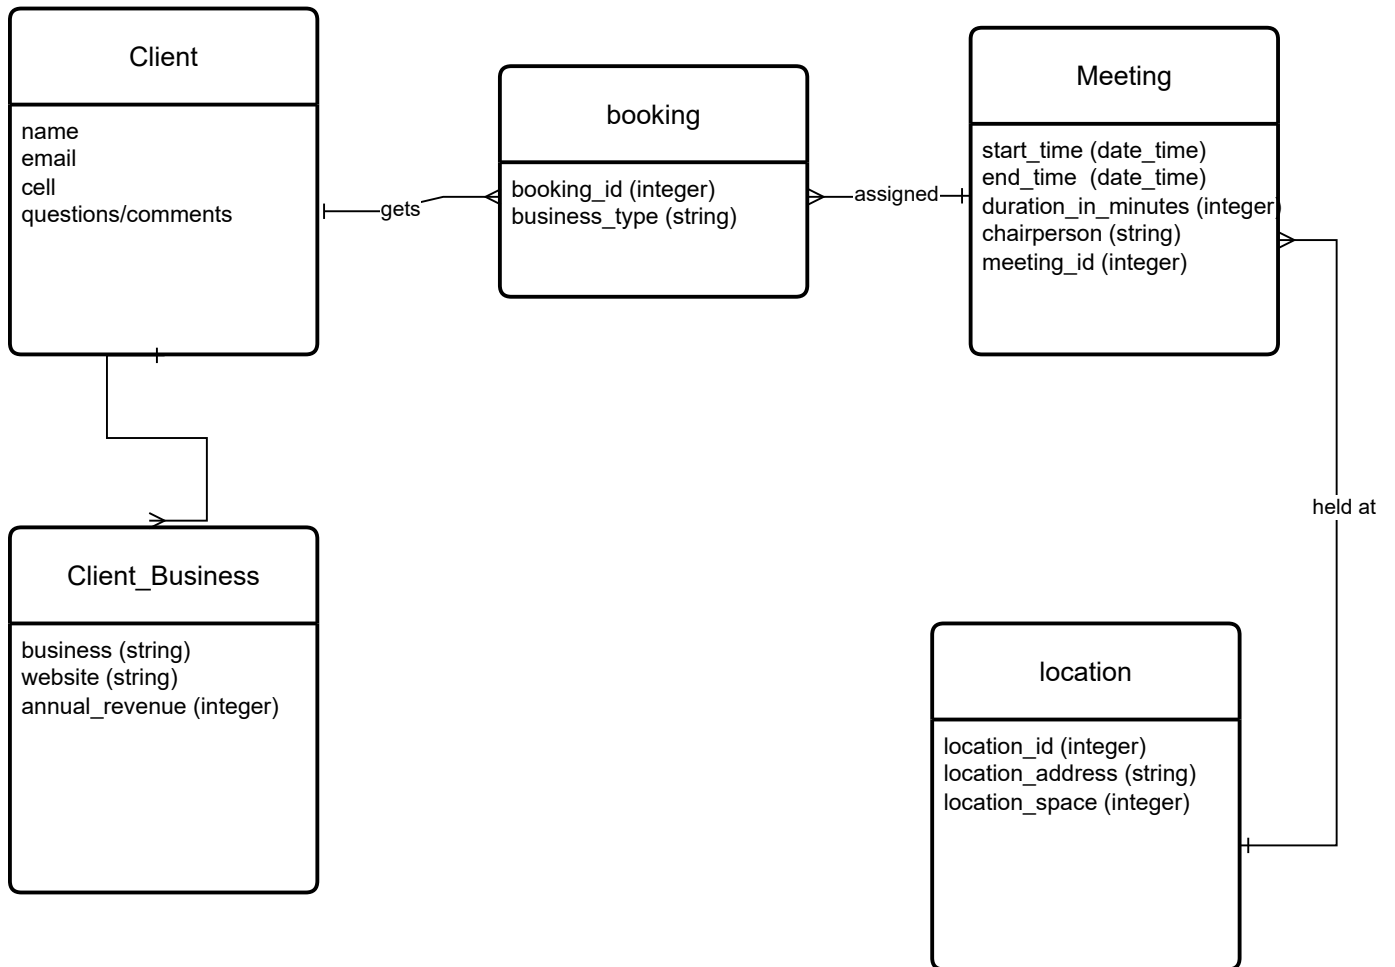 Client
name
email
cell
questions/comments
gets
booking
booking_id (integer)
business_type (string)
assigned
Meeting
start_time (date_time)
end_time  (date_time)
duration_in_minutes (integer)
chairperson (string)
meeting_id (integer)
held at
Client_Business
business (string)
website (string)
annual_revenue (integer)
location
location_id (integer)
location_address (string)
location_space (integer)